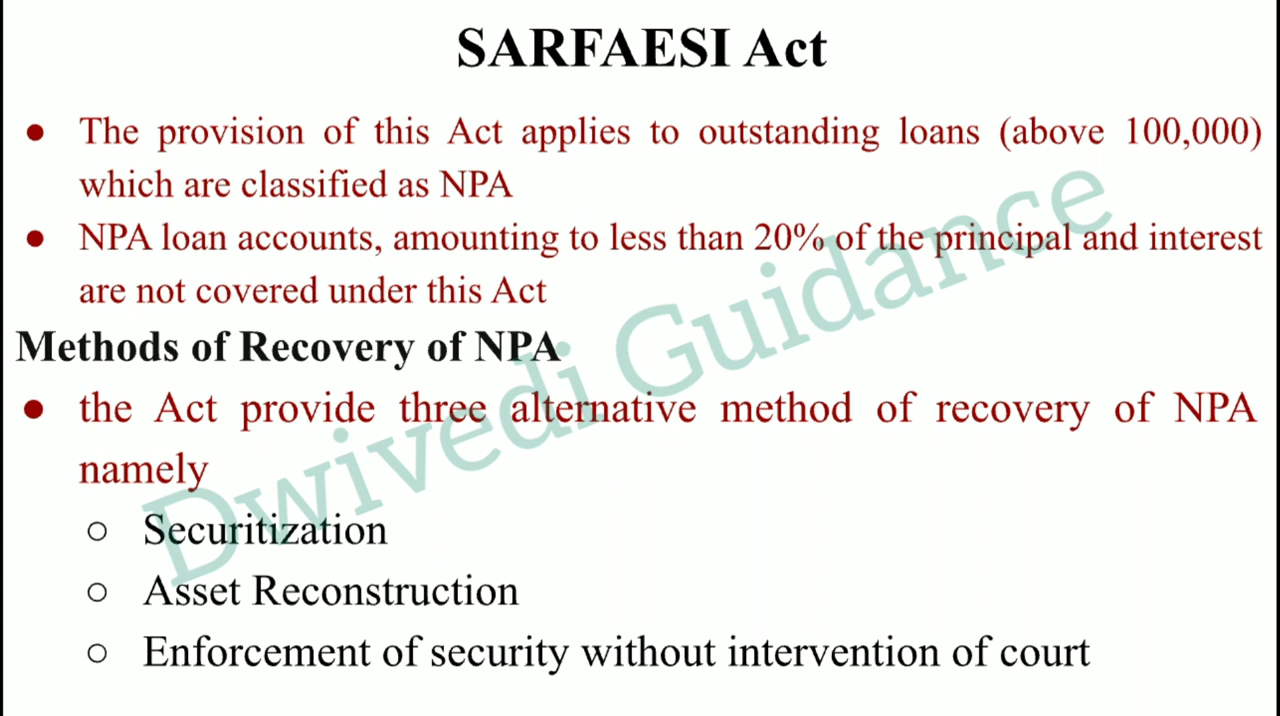 SARFAESI Act
● The provision of this Act applies to outstanding loans (above 100,000)
which are classified as NPA
● NPA loan accounts, amounting to less than 20% of the principal and interest
are not covered under this Act
Methods of Recovery of NPA
● the Act provide three alternative method of recovery of NPA
namely
○ Securitization
○ Asset Reconstruction
○ Enforcement of security without intervention of court
Dwivedi Guidance